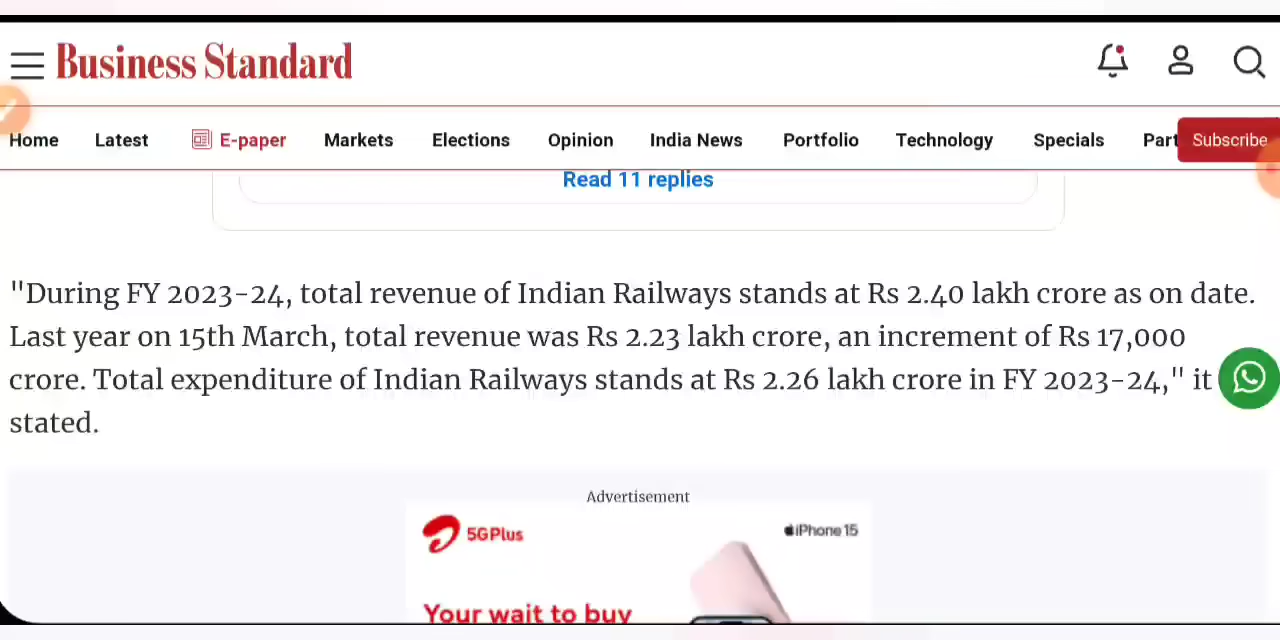 Business Standard
Home Latest E-paper Markets Elections Opinion India News Portfolio Technology Specials Part Subscribe
Read 11 replies
"During FY 2023-24, total revenue of Indian Railways stands at Rs 2.40 lakh crore as on date.
Last year on 15th March, total revenue was Rs 2.23 lakh crore, an increment of Rs 17,000
crore. Total expenditure of Indian Railways stands at Rs 2.26 lakh crore in FY 2023-24," it
stated.
Advertisement
5G Plus iPhone 15
Your wait to buy